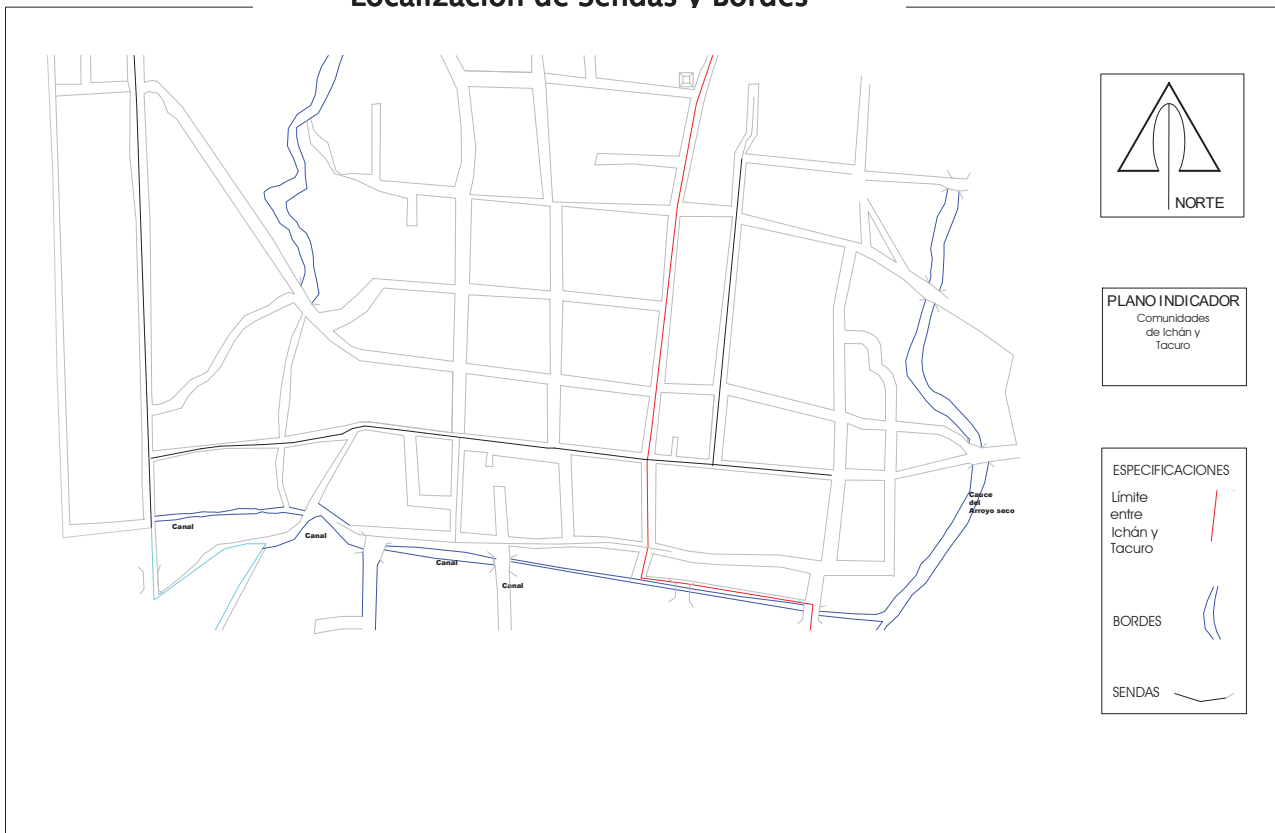 Localización de Sendas y Bordes
NORTE
PLANO INDICADOR
Comunidades
de Ichán y
Tacuro
ESPECIFICACIONES
Límite
entre
Ichán y
Tacuro
BORDES
SENDAS
Cauce
del
Arroyo seco
Canal
Canal
Canal
Canal